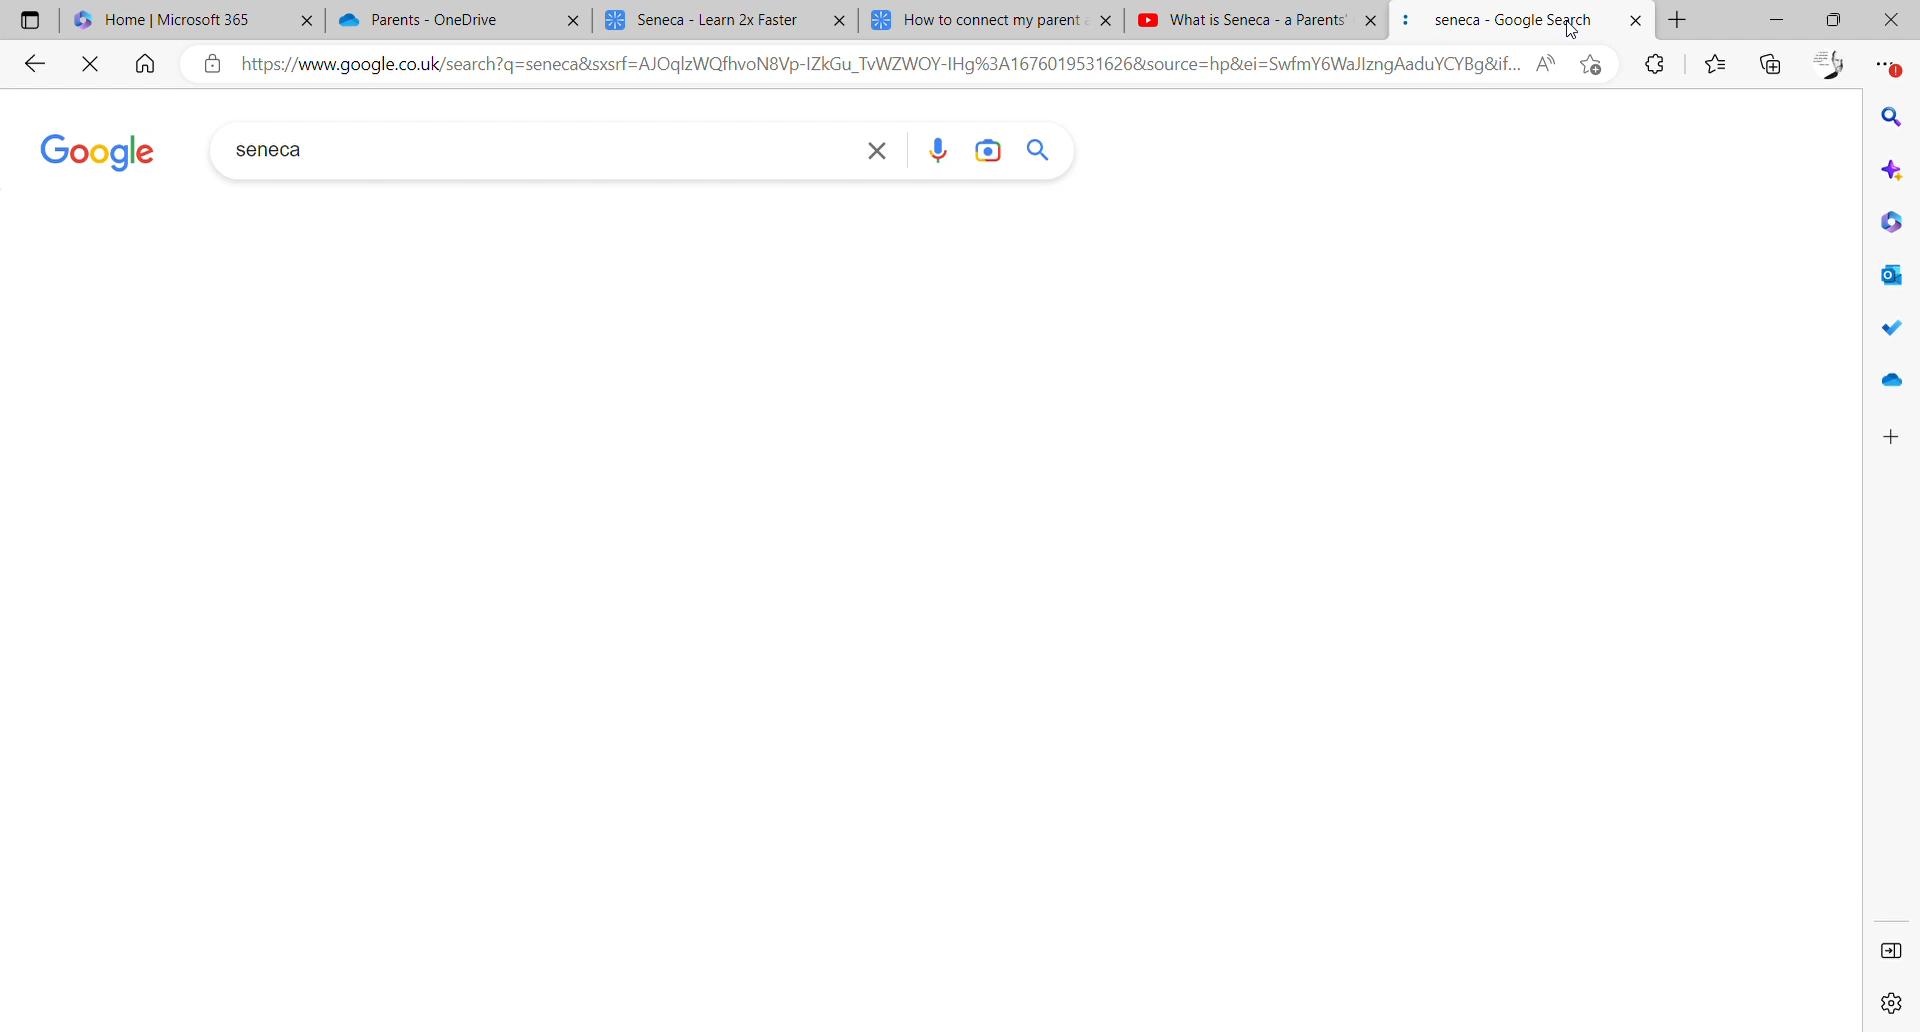 Home | Microsoft 365
Parents - OneDrive
Seneca - Learn 2x Faster
How to connect my parent
What is Seneca - a Parents'
seneca - Google Search
https://www.google.co.uk/search?q=seneca&sxsrf=AJOqlzWQfhvoN8Vp-IZkGu_TvWZWOY-IHg%3A1676019531626&source=hp&ei=SwfmY6WaJIzngAaduYCYBg&if...
Google
seneca